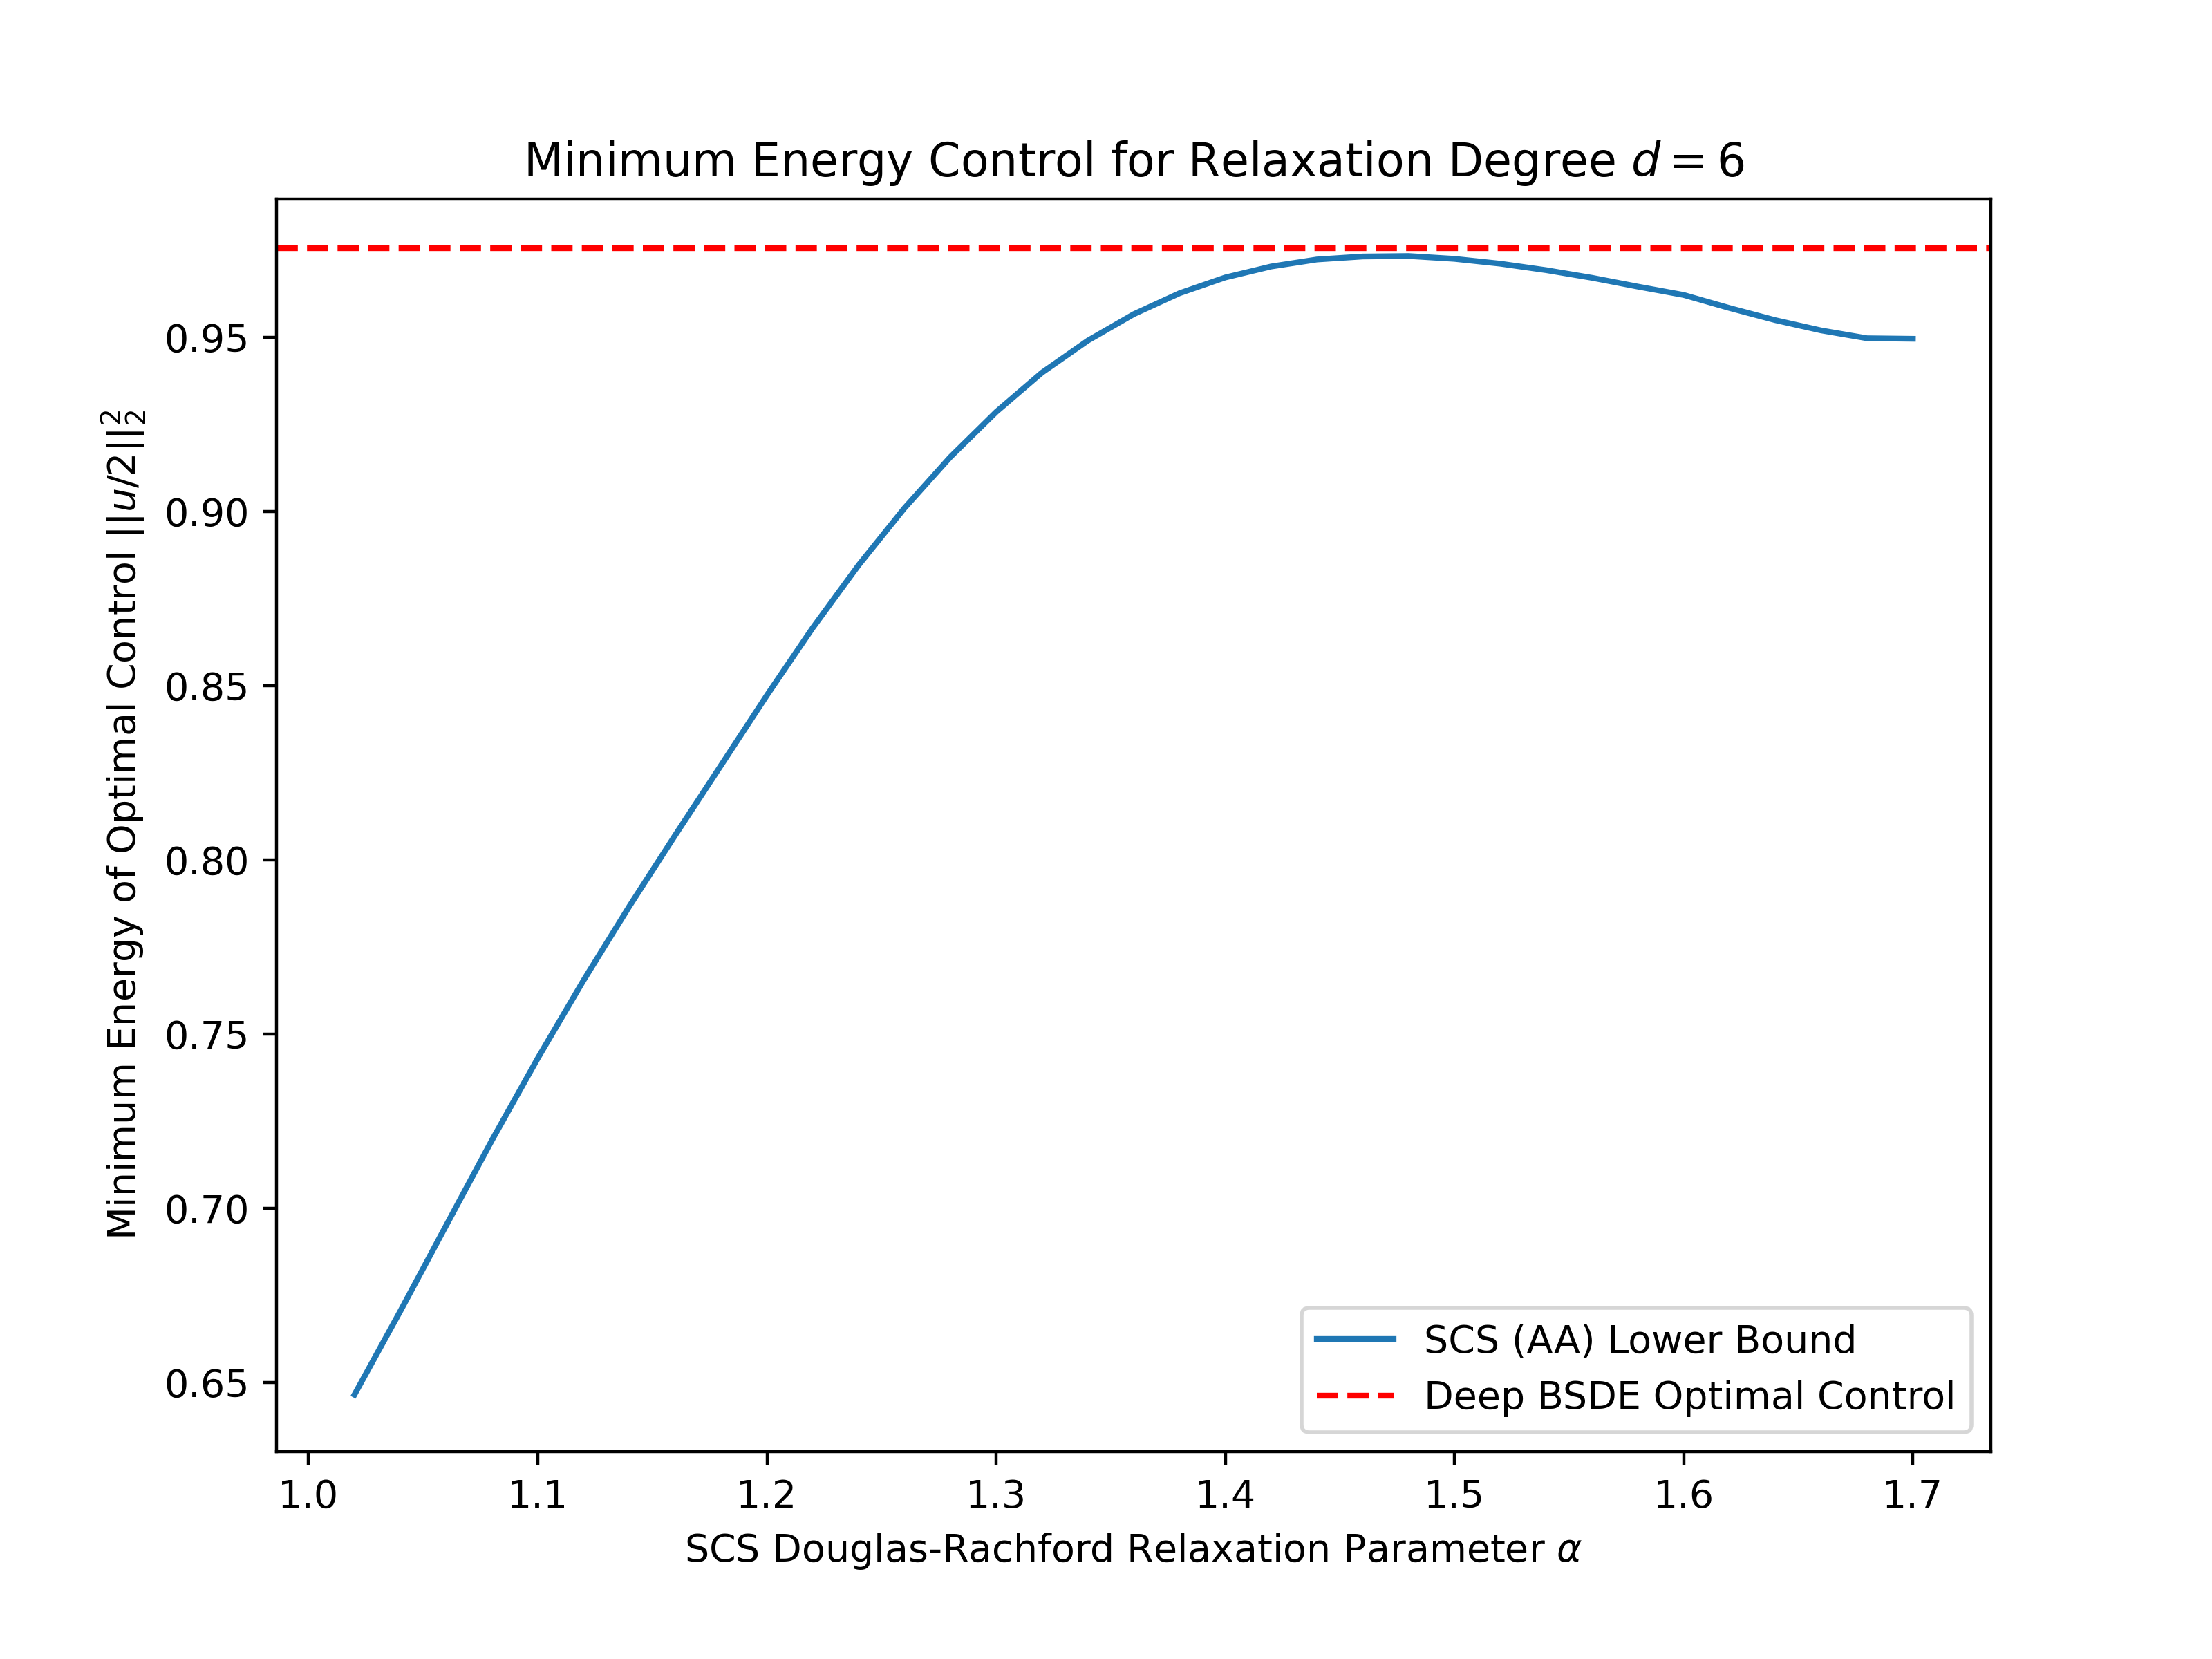 Minimum Energy Control for Relaxation Degree d = 6
Minimum Energy of Optimal Control ||u/2||₂²
0.95
0.90
0.85
0.80
0.75
0.70
0.65
SCS (AA) Lower Bound
Deep BSDE Optimal Control
1.0 1.1 1.2 1.3 1.4 1.5 1.6 1.7
SCS Douglas-Rachford Relaxation Parameter α